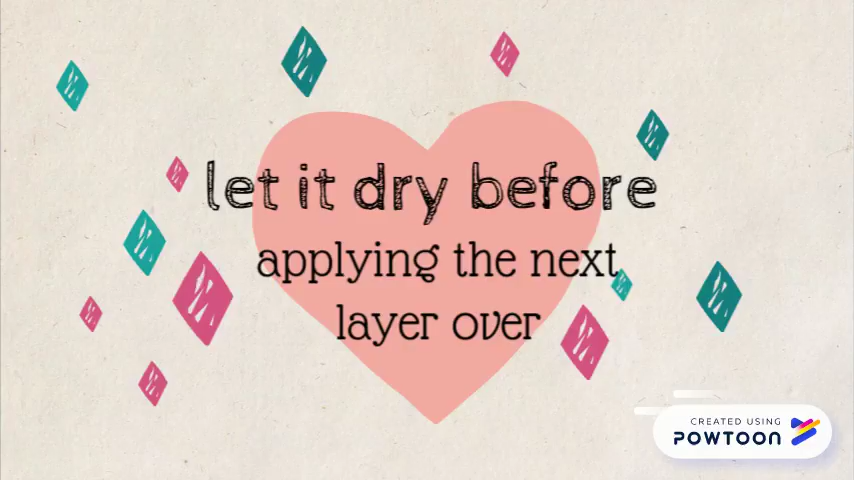 let it dry before
applying the next
layer over
CREATED USING
POWTOON